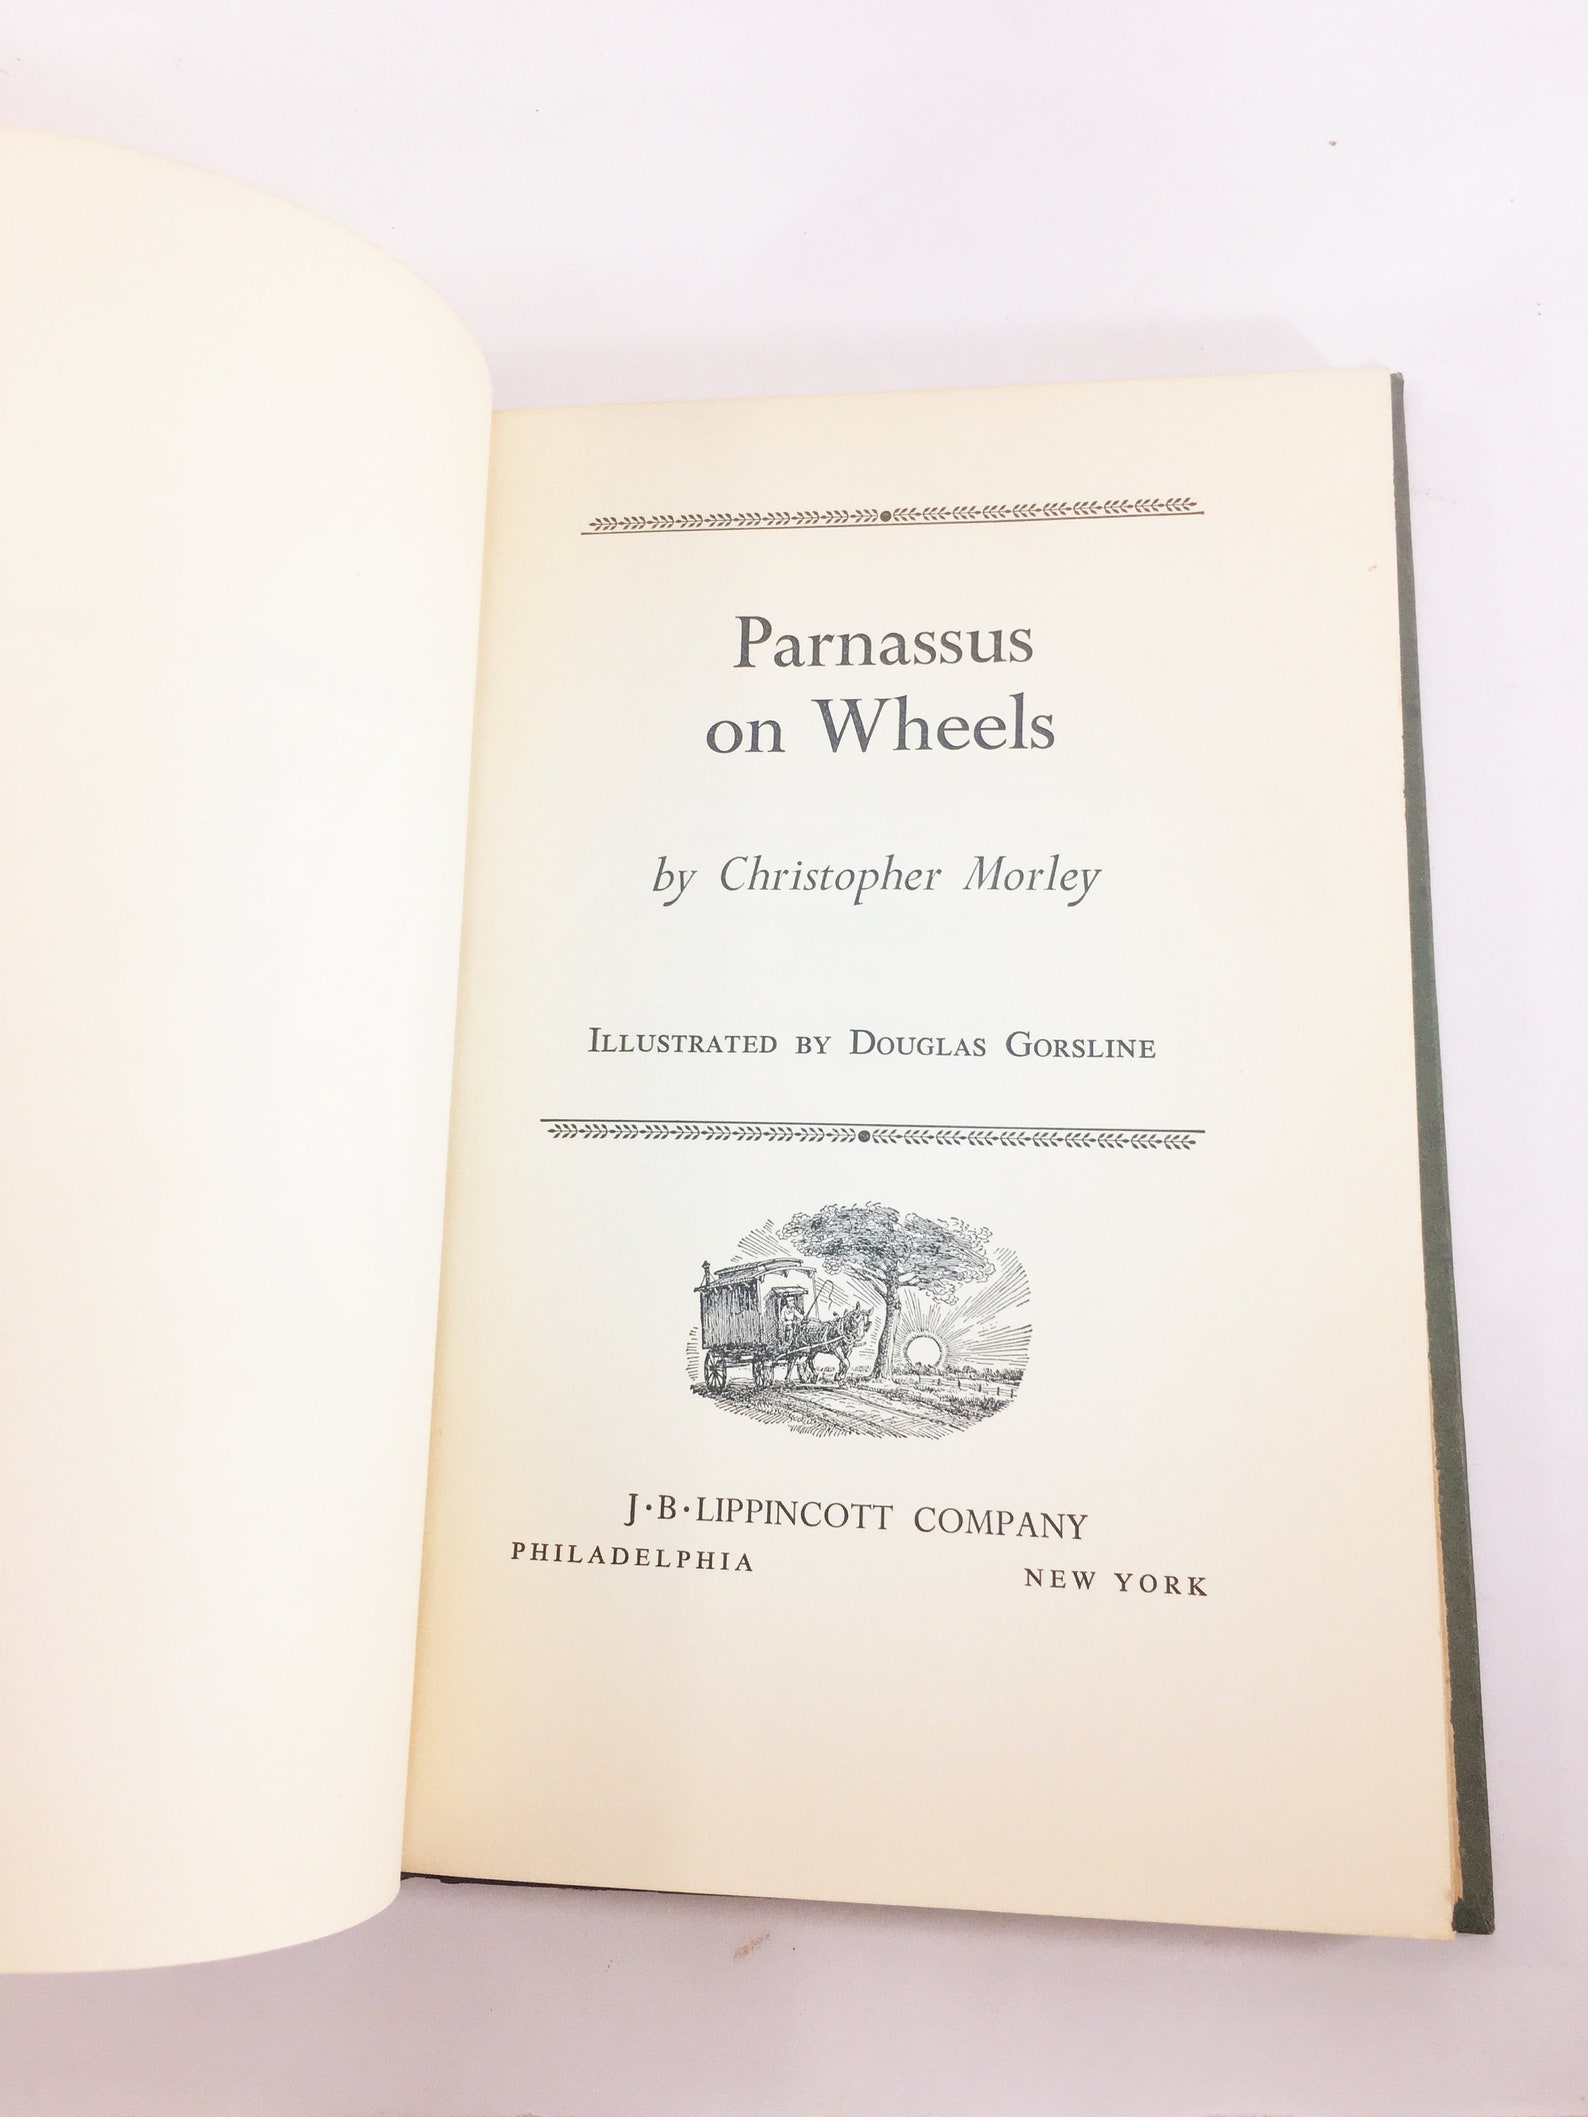 Parnassus
on Wheels
by Christopher Morley
ILLUSTRATED BY DOUGLAS GORSLINE
J·B·LIPPINCOTT COMPANY
PHILADELPHIA NEW YORK